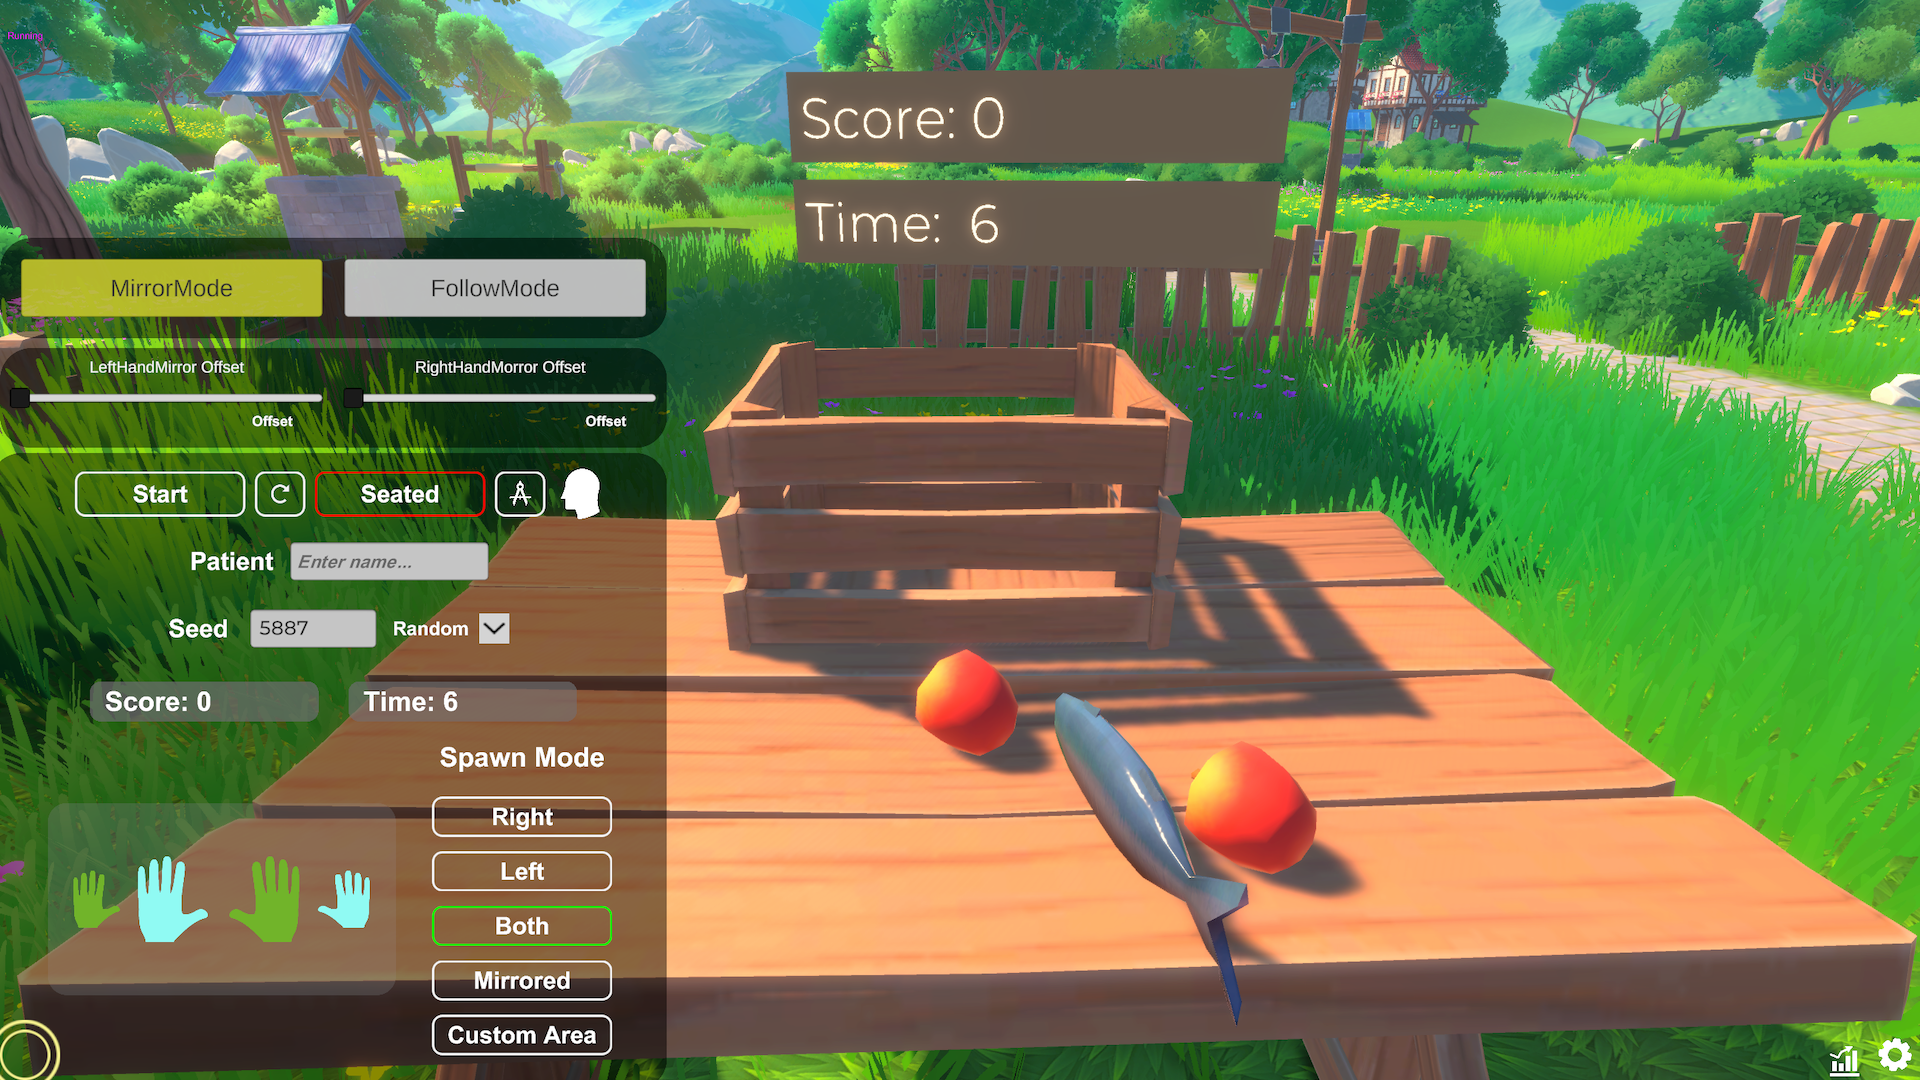 Running
Score: 0
Time: 6
MirrorMode
FollowMode
LeftHandMirror Offset
RightHandMorror Offset
Offset
Offset
Start
Seated
Patient
Enter name...
Seed
5887
Random
Score: 0
Time: 6
Spawn Mode
Right
Left
Both
Mirrored
Custom Area